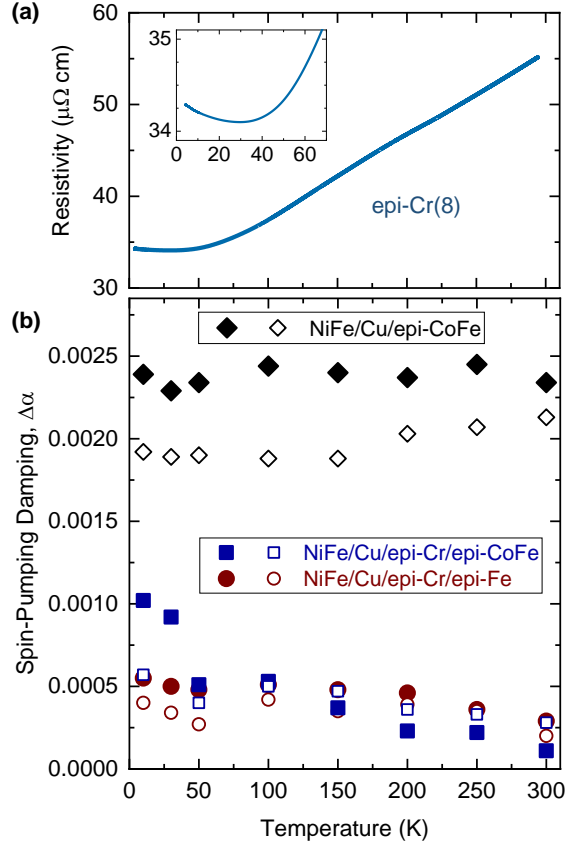 (a)
35
34
0 20 40 60
60
50
40
30
Resistivity (μΩ cm)
epi-Cr(8)
(b)
NiFe/Cu/epi-CoFe
NiFe/Cu/epi-Cr/epi-CoFe
NiFe/Cu/epi-Cr/epi-Fe
0.0025
0.0020
0.0015
0.0010
0.0005
0.0000
Spin-Pumping Damping, Δα
0 50 100 150 200 250 300
Temperature (K)